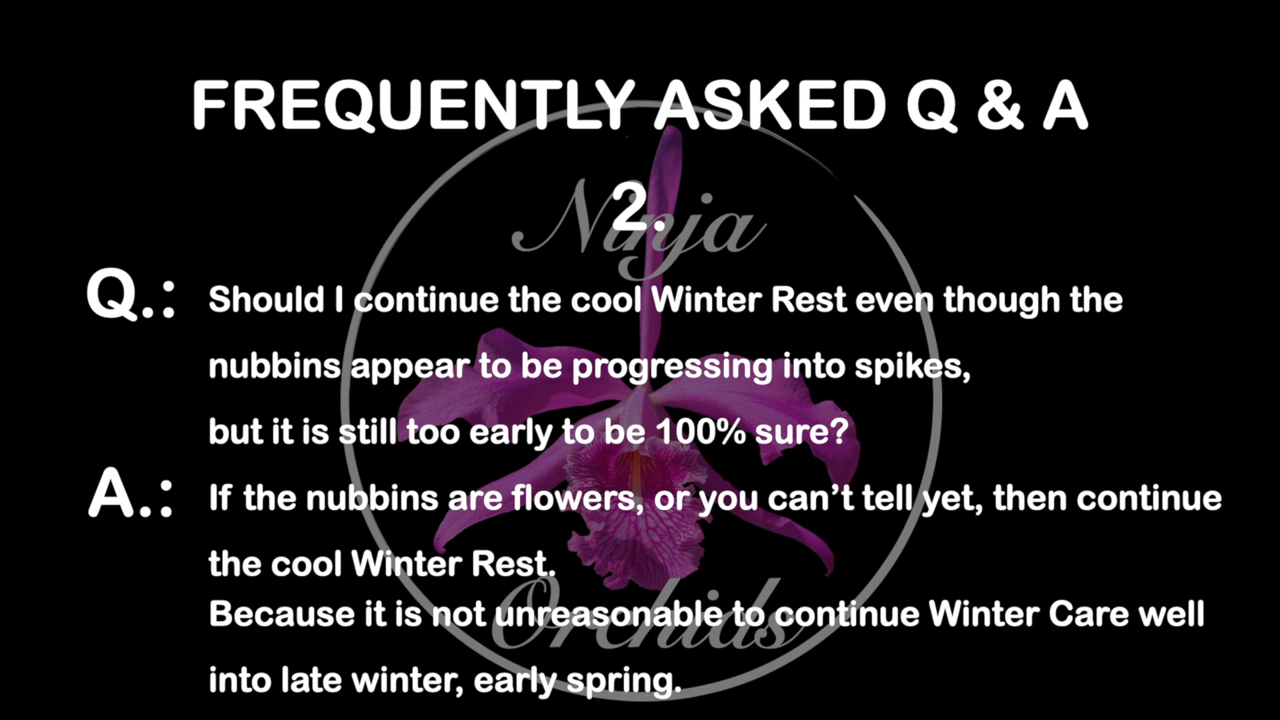 FREQUENTLY ASKED Q & A
2.
Ninja
Q.: Should I continue the cool Winter Rest even though the
nubbins appear to be progressing into spikes,
but it is still too early to be 100% sure?
A.: If the nubbins are flowers, or you can’t tell yet, then continue
the cool Winter Rest.
Because it is not unreasonable to continue Winter Care well
Orchids
into late winter, early spring.